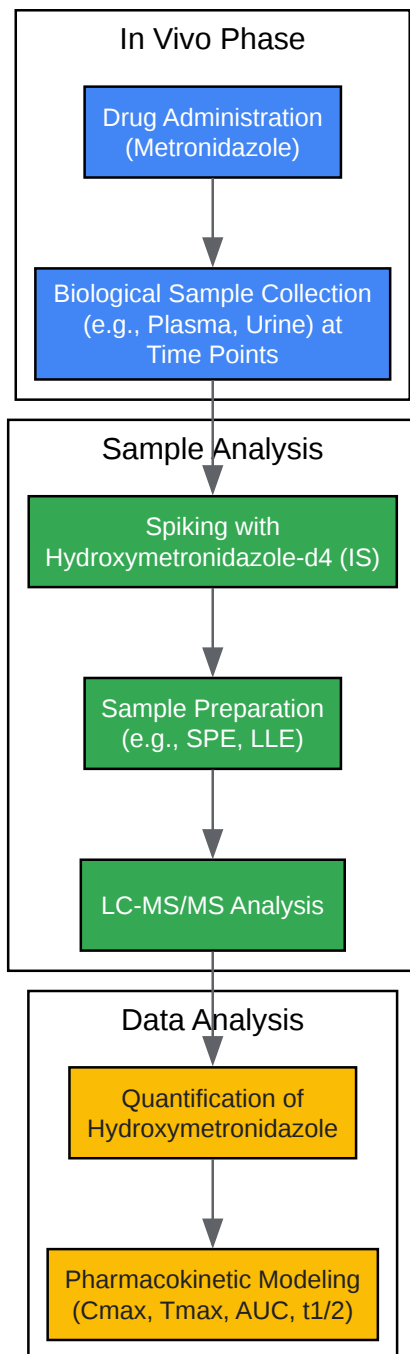 In Vivo Phase
Drug Administration
(Metronidazole)
Biological Sample Collection
(e.g., Plasma, Urine) at
Time Points
Sample Analysis
Spiking with
Hydroxymetronidazole-d4 (IS)
Sample Preparation
(e.g., SPE, LLE)
LC-MS/MS Analysis
Data Analysis
Quantification of
Hydroxymetronidazole
Pharmacokinetic Modeling
(Cmax, Tmax, AUC, t1/2)